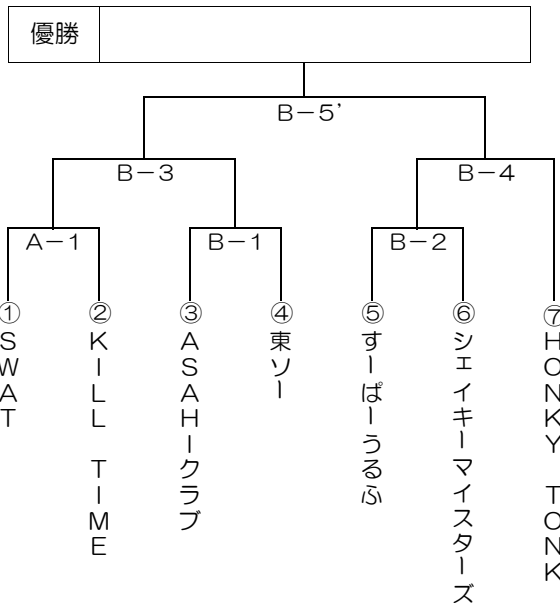 優勝
B－5’
B－3
B－4
A－1
B－1
B－2
①
SWAT
②
KILL TIME
③
ASAHIクラブ
④
東ソー
⑤
すーぱーうるふ
⑥
シェイキーマイスターズ
⑦
HONKY TONK